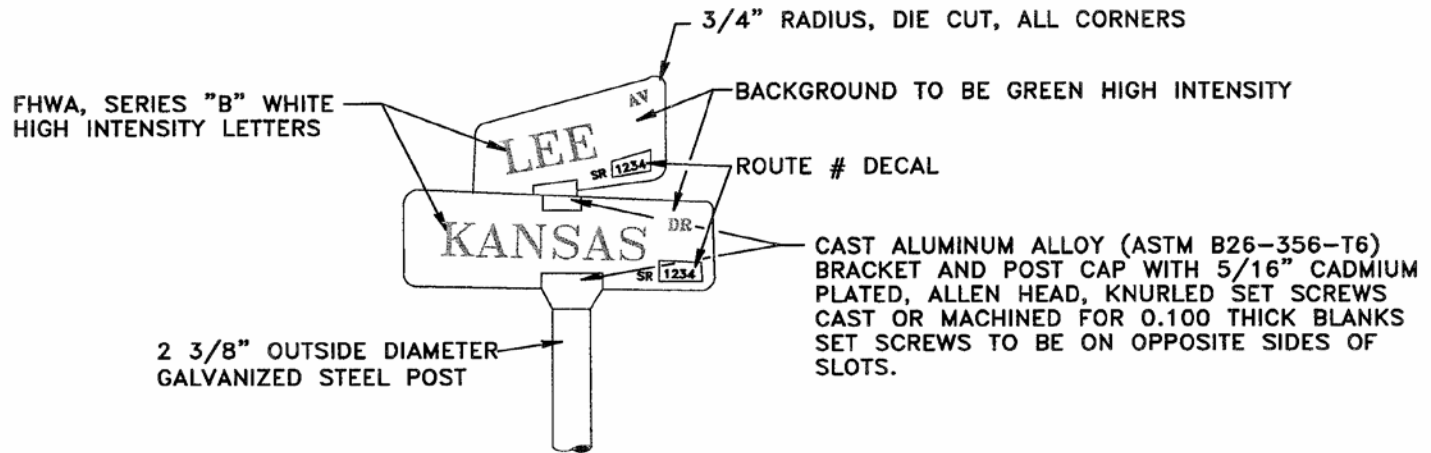 3/4” RADIUS, DIE CUT, ALL CORNERS
FHWA, SERIES ”B” WHITE
HIGH INTENSITY LETTERS
BACKGROUND TO BE GREEN HIGH INTENSITY
AV
LEE
SR 1234
ROUTE # DECAL
DR
KANSAS
SR 1234
CAST ALUMINUM ALLOY (ASTM B26-356-T6)
BRACKET AND POST CAP WITH 5/16” CADMIUM
PLATED, ALLEN HEAD, KNURLED SET SCREWS
CAST OR MACHINED FOR 0.100 THICK BLANKS
SET SCREWS TO BE ON OPPOSITE SIDES OF
SLOTS.
2 3/8” OUTSIDE DIAMETER
GALVANIZED STEEL POST